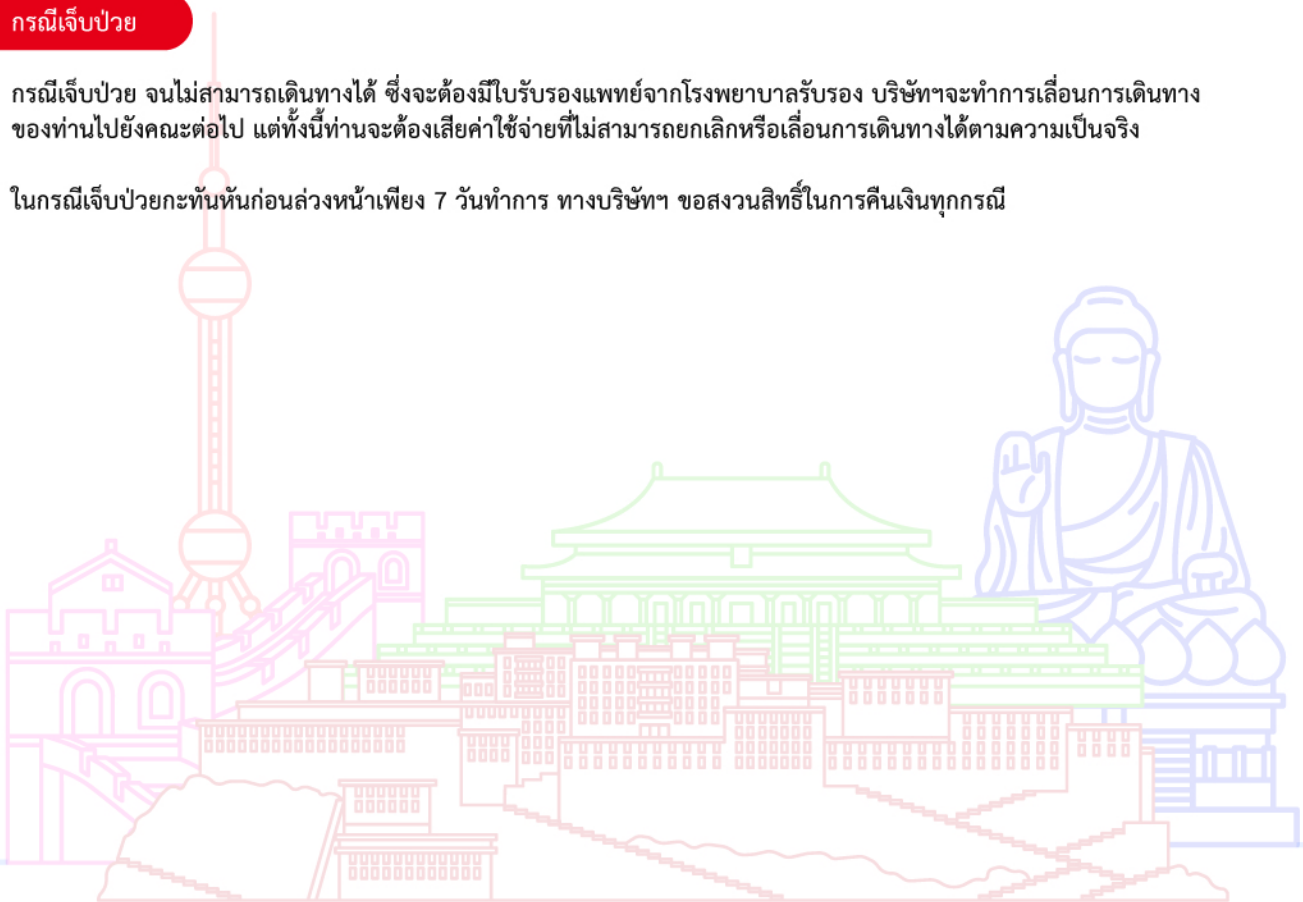 กรณีเจ็บป่วย
กรณีเจ็บป่วย จนไม่สามารถเดินทางได้ ซึ่งจะต้องมีใบรับรองแพทย์จากโรงพยาบาลรับรอง บริษัทฯจะทำการเลื่อนการเดินทาง
ของท่านไปยังคณะต่อไป แต่ทั้งนี้ท่านจะต้องเสียค่าใช้จ่ายที่ไม่สามารถยกเลิกหรือเลื่อนการเดินทางได้ตามความเป็นจริง
ในกรณีเจ็บป่วยกะทันหันก่อนล่วงหน้าเพียง 7 วันทำการ ทางบริษัทฯ ขอสงวนสิทธิ์ในการคืนเงินทุกกรณี